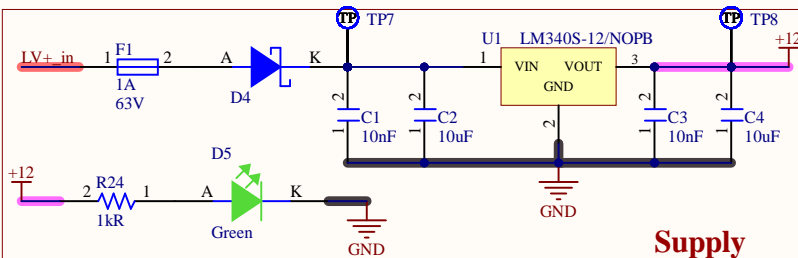 TP TP7
TP TP8
LV+_in
F1
1 2
1A
63V
A K
D4
U1 LM340S-12/NOPB
1 VIN VOUT 3
GND
2
+12
2 C1
1 10nF
2 C2
1 10uF
2 C3
1 10nF
2 C4
1 10uF
GND
+12
R24
2 1
1kR
D5
A K
Green
GND
Supply